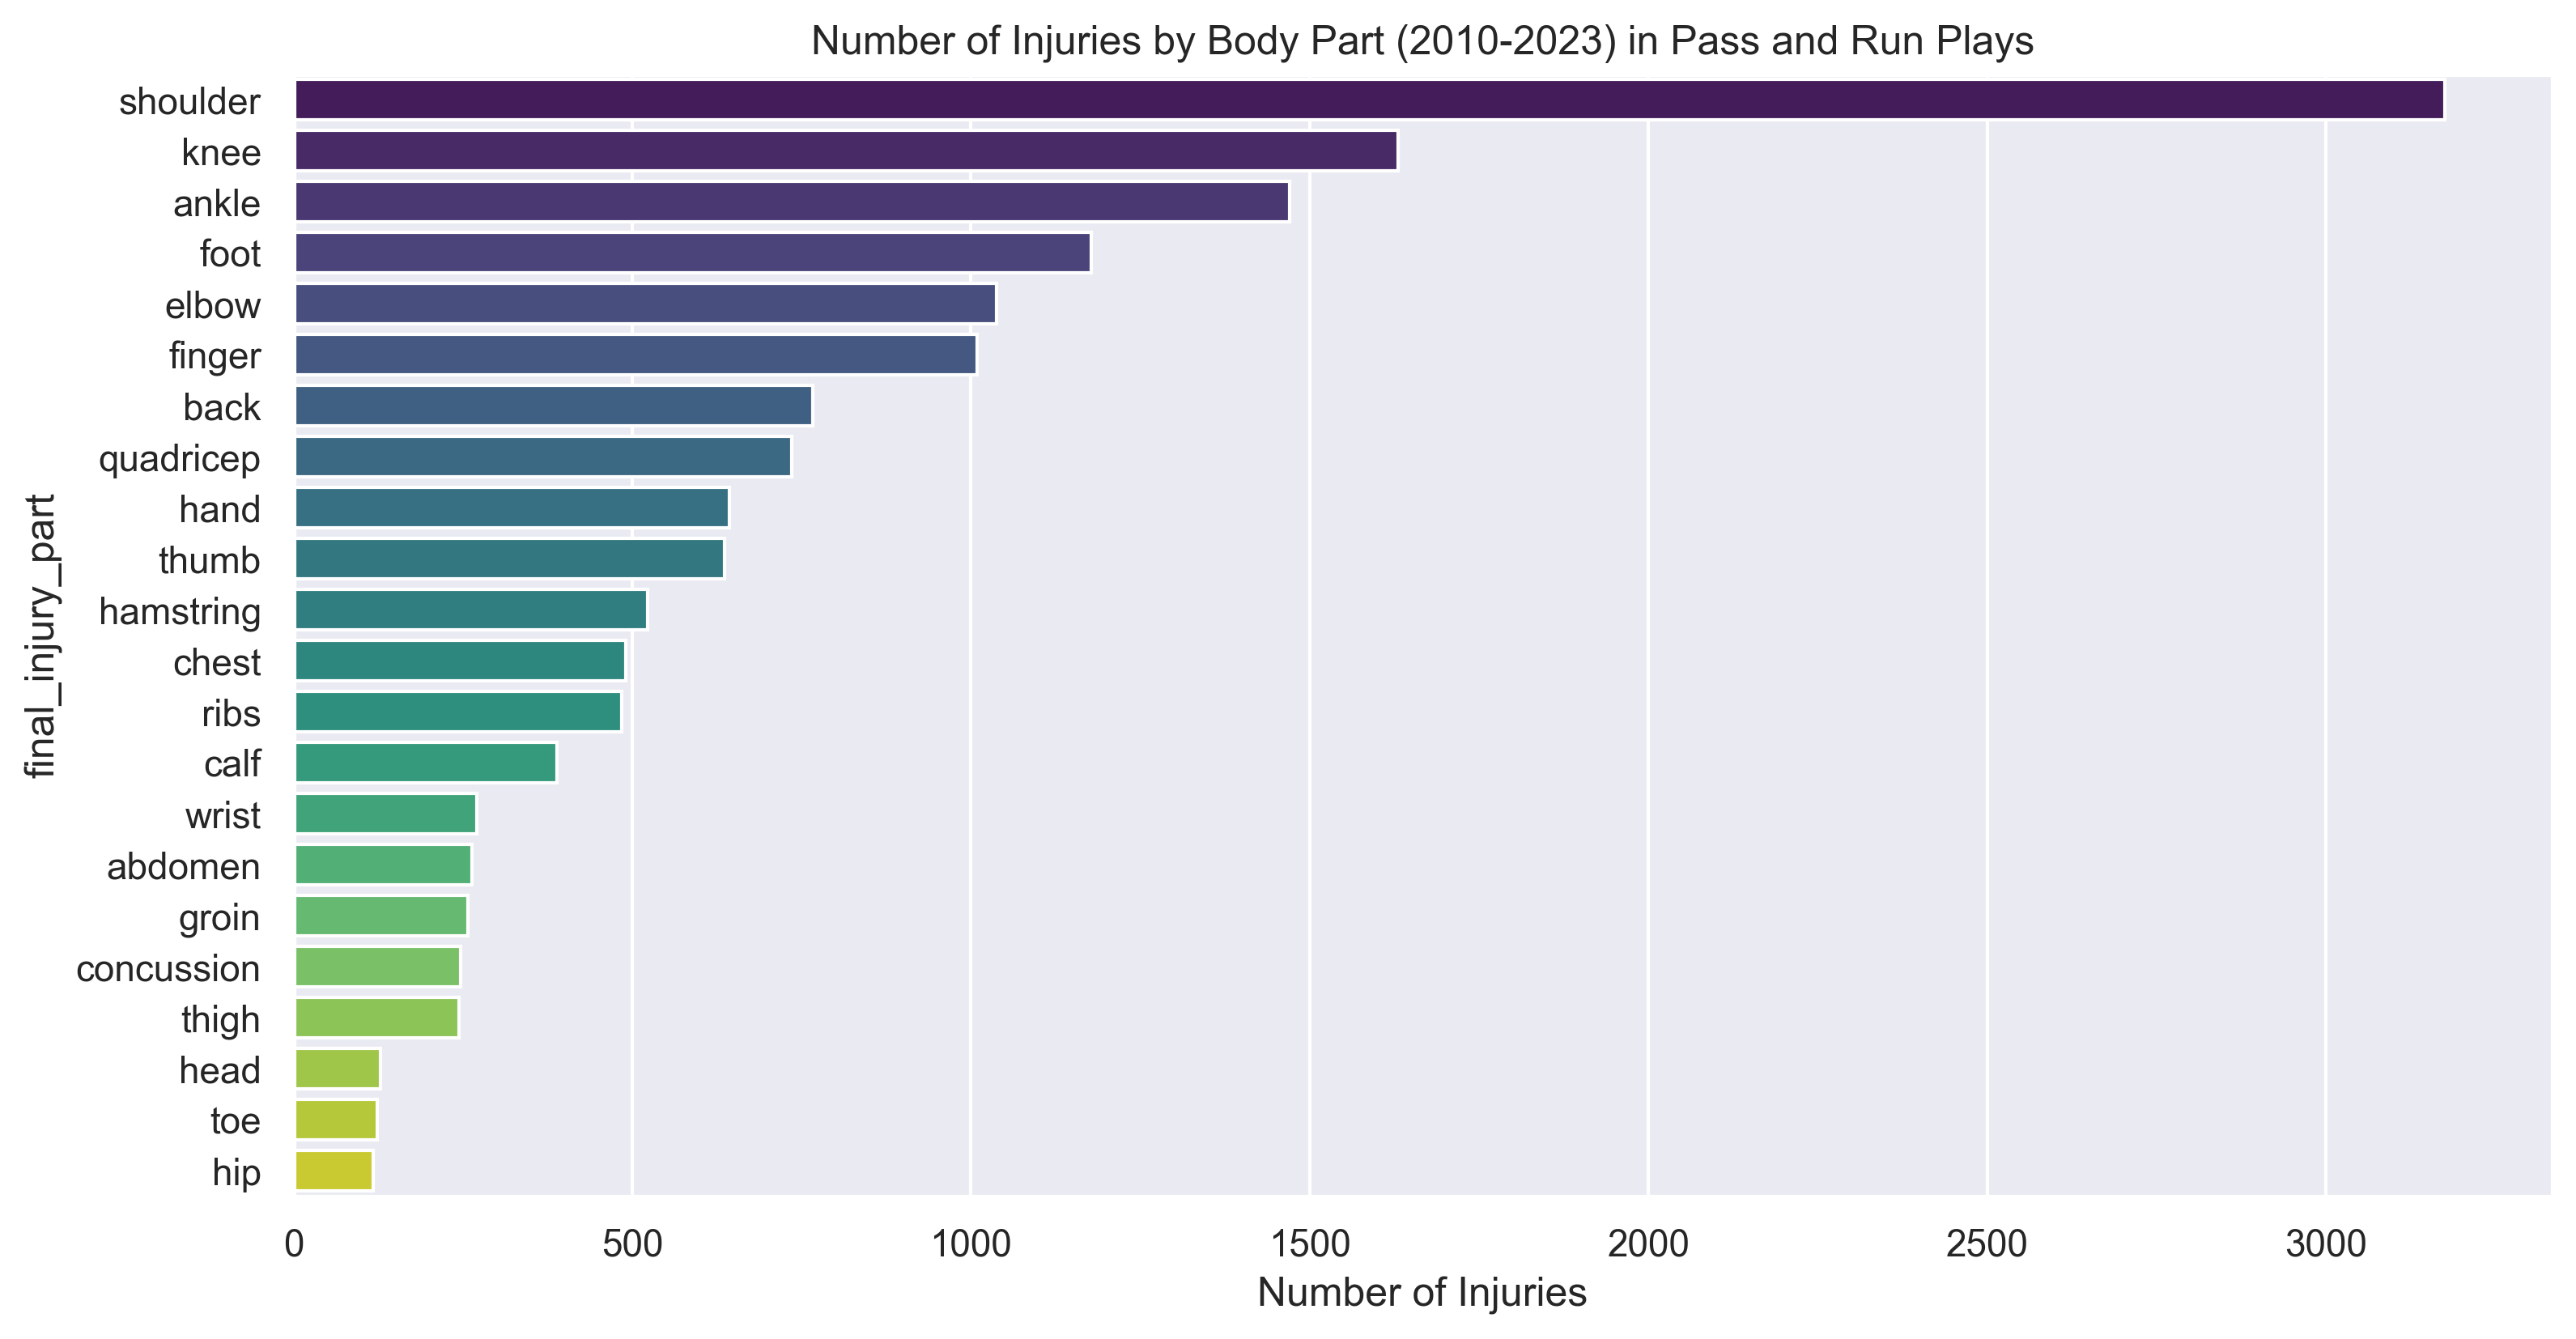 Number of Injuries by Body Part (2010-2023) in Pass and Run Plays
final_injury_part
shoulder
knee
ankle
foot
elbow
finger
back
quadricep
hand
thumb
hamstring
chest
ribs
calf
wrist
abdomen
groin
concussion
thigh
head
toe
hip
0 500 1000 1500 2000 2500 3000
Number of Injuries